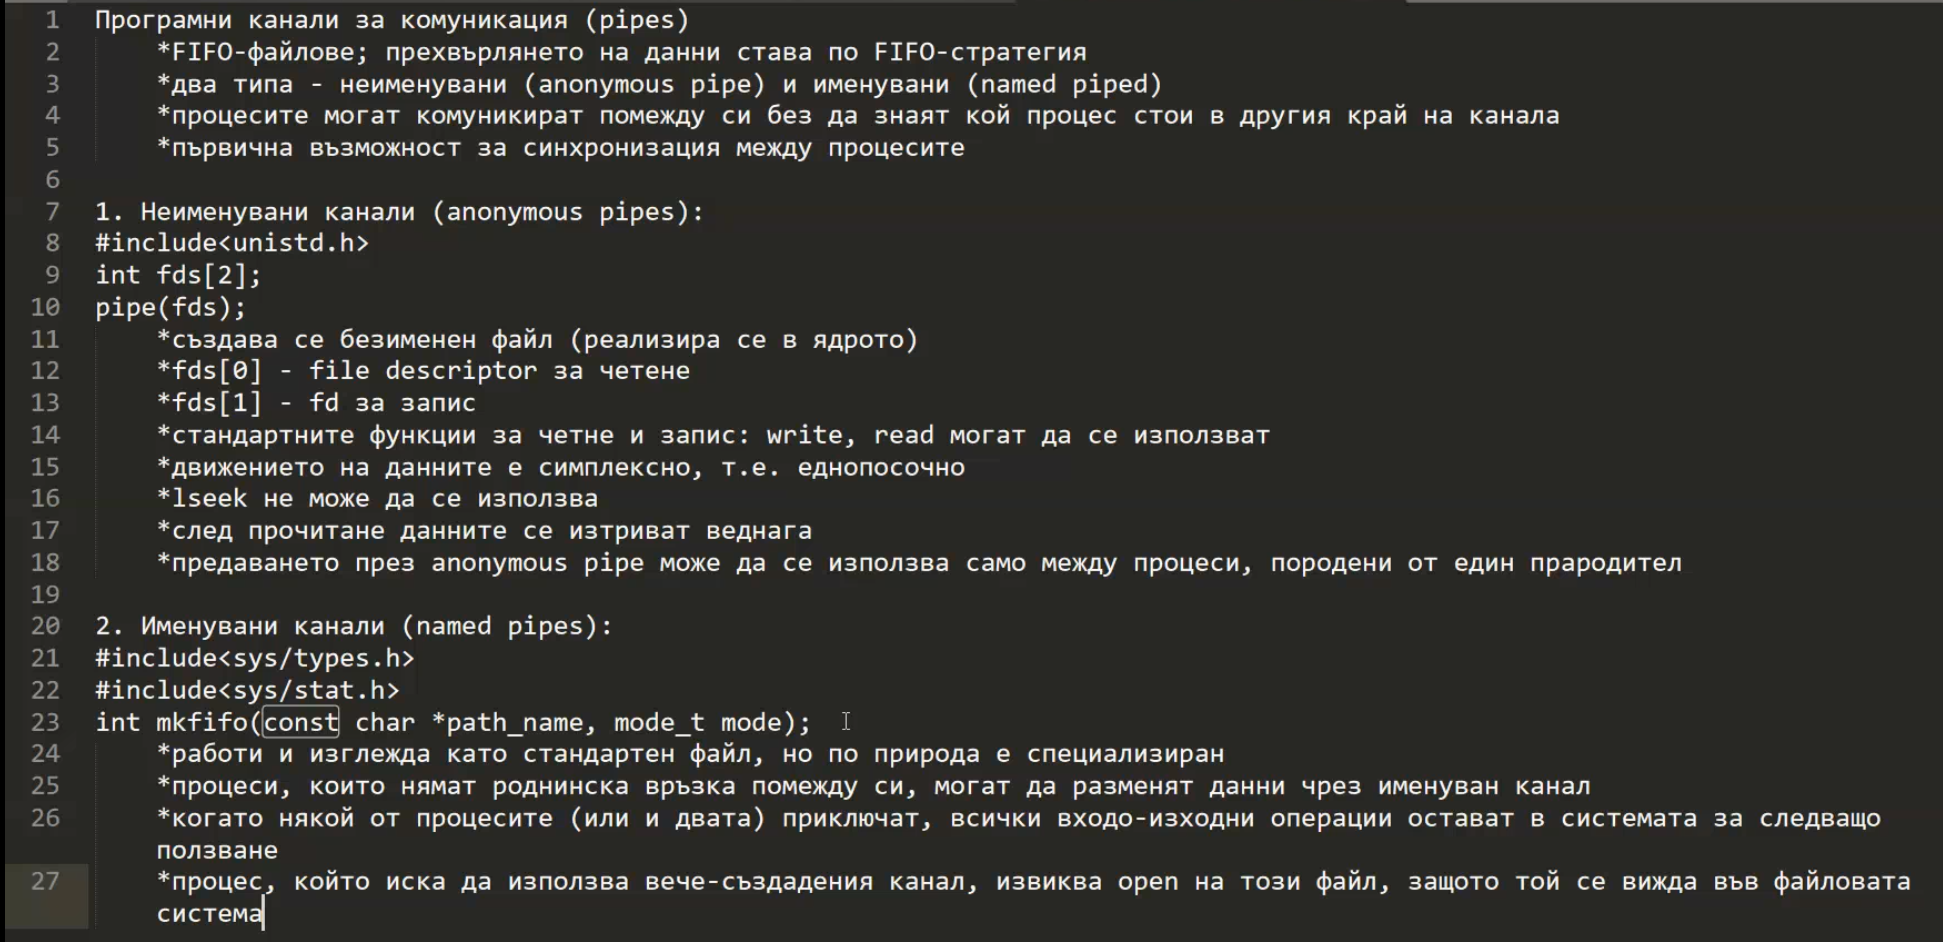 1 Програмни канали за комуникация (pipes)
2 *FIFO-файлове; прехвърлянето на данни става по FIFO-стратегия
3 *два типа - неименувани (anonymous pipe) и именувани (named piped)
4 *процесите могат комуникират помежду си без да знаят кой процес стои в другия край на канала
5 *първична възможност за синхронизация между процесите
6
7 1. Неименувани канали (anonymous pipes):
8 #include<unistd.h>
9 int fds[2];
10 pipe(fds);
11 *създава се безименен файл (реализира се в ядрото)
12 *fds[0] - file descriptor за четене
13 *fds[1] - fd за запис
14 *стандартните функции за четне и запис: write, read могат да се използват
15 *движението на данните е симплексно, т.е. еднопосочно
16 *lseek не може да се използва
17 *след прочитане данните се изтриват веднага
18 *предаването през anonymous pipe може да се използва само между процеси, породени от един прародител
19
20 2. Именувани канали (named pipes):
21 #include<sys/types.h>
22 #include<sys/stat.h>
23 int mkfifo(const char *path_name, mode_t mode);
24 *работи и изглежда като стандартен файл, но по природа е специализиран
25 *процеси, които нямат роднинска връзка помежду си, могат да разменят данни чрез именуван канал
26 *когато някой от процесите (или и двата) приключат, всички входо-изходни операции остават в системата за следващо
ползване
27 *процес, който иска да използва вече-създадения канал, извиква open на този файл, защото той се вижда във файловата
система